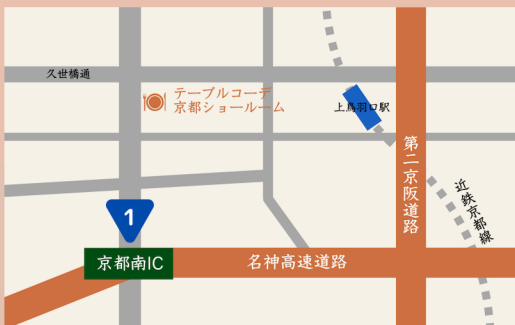 久世橋通
テーブルコーデ
京都ショールーム
上鳥羽口駅
第二京阪道路
近鉄京都線
1
京都南IC
名神高速道路